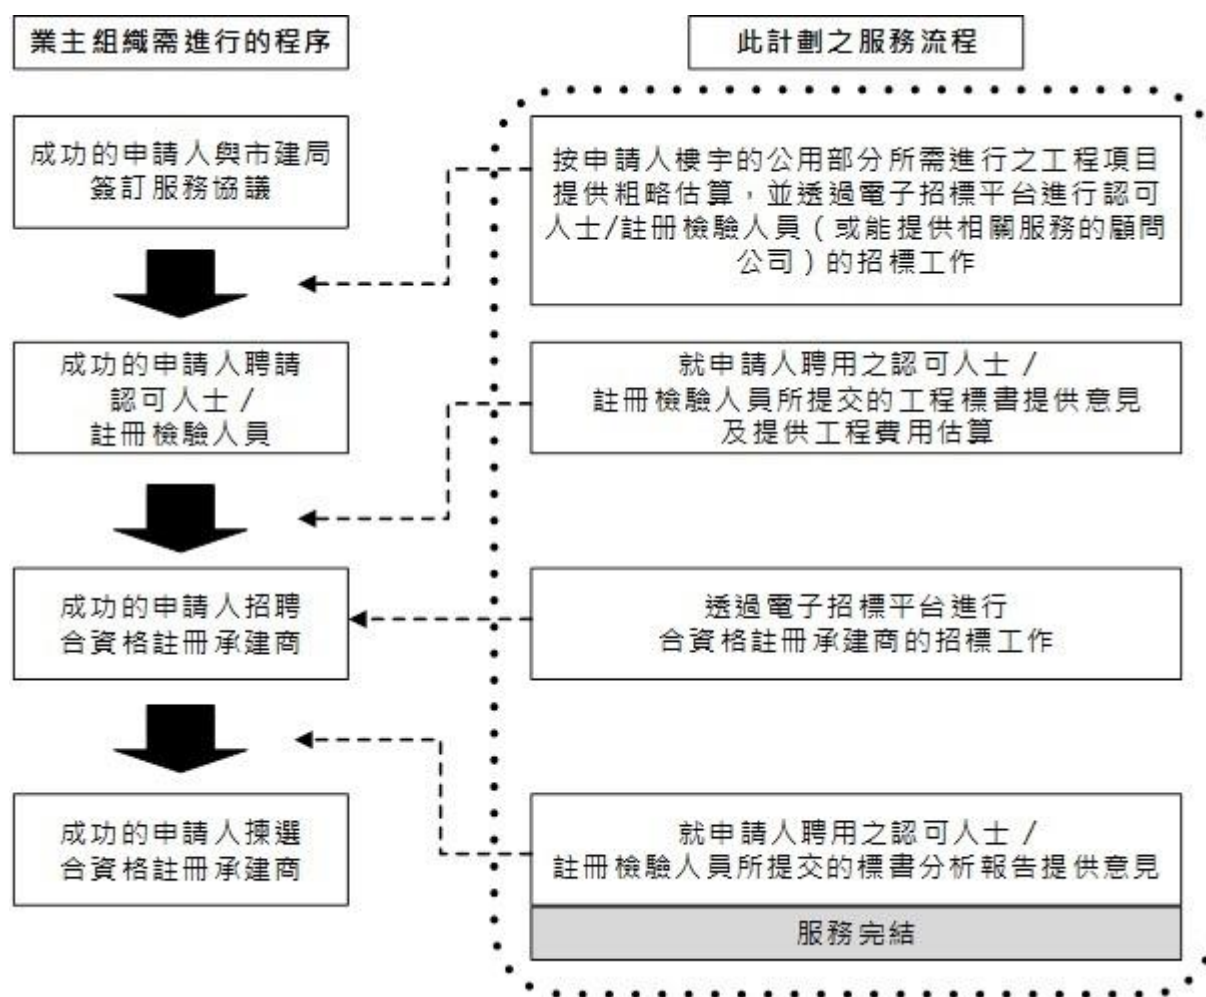 業主組織需進行的程序
此計劃之服務流程
成功的申請人與市建局
簽訂服務協議
按申請人樓宇的公用部分所需進行之工程項目
提供粗略估算，並透過電子招標平台進行認可
人士/註冊檢驗人員（或能提供相關服務的顧問
公司）的招標工作
成功的申請人聘請
認可人士 /
註冊檢驗人員
就申請人聘用之認可人士 /
註冊檢驗人員所提交的工程標書提供意見
及提供工程費用估算
成功的申請人招聘
合資格註冊承建商
透過電子招標平台進行
合資格註冊承建商的招標工作
成功的申請人揀選
合資格註冊承建商
就申請人聘用之認可人士 /
註冊檢驗人員所提交的標書分析報告提供意見
服務完結